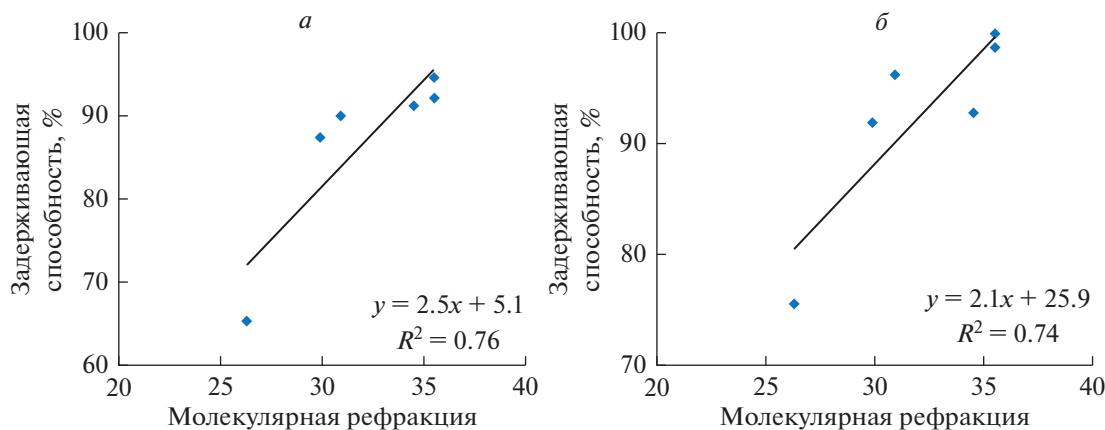 а
100
90
80
70
60
20
25
30
35
40
Задерживающая
способность, %
Молекулярная рефракция
y = 2.5x + 5.1
R² = 0.76
б
100
90
80
70
20
25
30
35
40
Задерживающая
способность, %
Молекулярная рефракция
y = 2.1x + 25.9
R² = 0.74